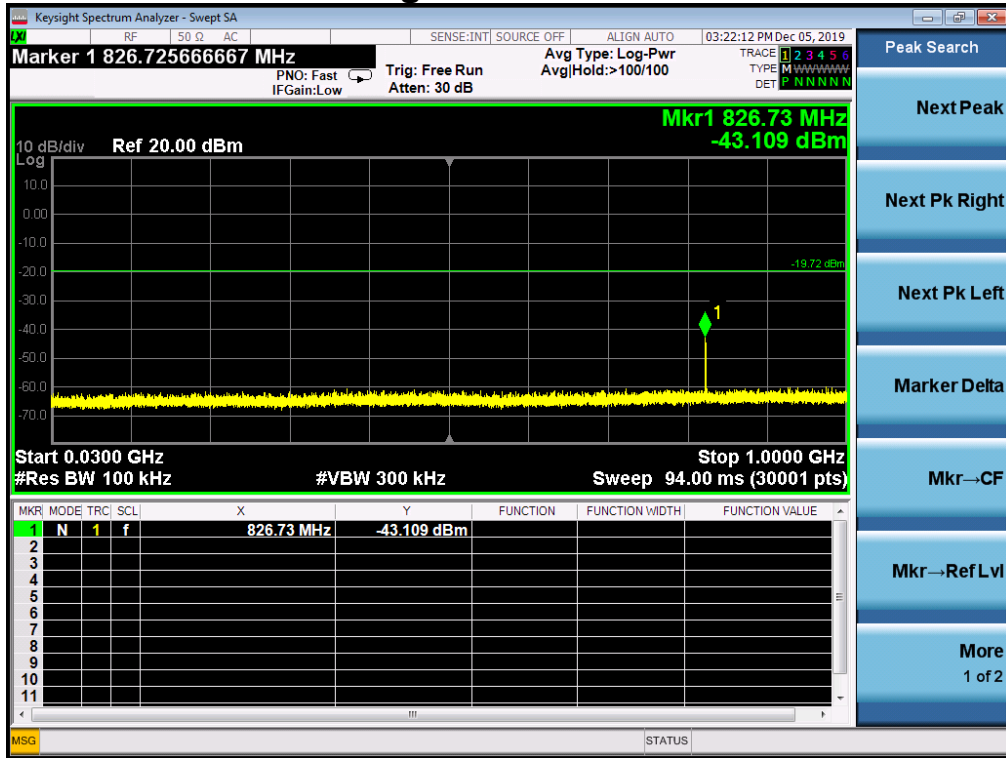 Keysight Spectrum Analyzer - Swept SA
LXI RF 50 Ω AC SENSE:INT SOURCE OFF ALIGN AUTO 03:22:12 PM Dec 05, 2019
Marker 1 826.725666667 MHz
PNO: Fast
IFGain:Low
Trig: Free Run
Atten: 30 dB
Avg Type: Log-Pwr
Avg|Hold:>100/100
TRACE 1 2 3 4 5 6
TYPE M WWWWW
DET P N N N N N
Peak Search
Next Peak
Next Pk Right
Next Pk Left
Marker Delta
Mkr→CF
Mkr→Ref Lvl
More
1 of 2
Mkr1 826.73 MHz
-43.109 dBm
10 dB/div Ref 20.00 dBm
Log
10.0
0.00
-10.0
-20.0
-30.0
-40.0
-50.0
-60.0
-70.0
-19.72 dBm
1
Start 0.0300 GHz Stop 1.0000 GHz
#Res BW 100 kHz #VBW 300 kHz Sweep 94.00 ms (30001 pts)
MKR MODE TRC SCL X Y FUNCTION FUNCTION WIDTH FUNCTION VALUE
1 N 1 f 826.73 MHz -43.109 dBm
2
3
4
5
6
7
8
9
10
11
MSG STATUS